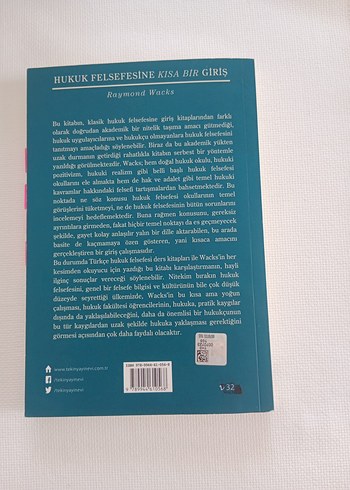 HUKUK FELSEFESİNE KISA BİR GİRİŞ
Raymond Wacks
Bu kitabın, klasik hukuk felsefesine giriş kitaplarından farklı
olarak doğrudan akademik bir nitelik taşıma amacı gütmediği,
hukuk uygulayıcılarına ve hukukçu olmayanlara hukuk felsefesini
tanıtmayı amaçladığı söylenebilir. Biraz da bu akademik yükten
uzak durmanın getirdiği rahatlıkla kitabın serbest bir yöntemle
yazıldığı görülmektedir. Wacks; hem doğal hukuk okulu, hukuki
pozitivizm, hukuki realizm gibi belli başlı hukuk felsefesi
okullarını ele almakta hem de hak ve adalet gibi temel hukuki
kavramlar hakkındaki felsefi tartışmalardan bahsetmektedir. Bu
noktada ne söz konusu hukuk felsefesi okullarının temel
görüşlerini tüketmeyi, ne de hukuk felsefesinin bütün sorunlarını
incelemeyi hedeflemektedir. Buna rağmen konusunu, gereksiz
ayrıntılara girmeden, fakat hiçbir temel noktayı da es geçmeyecek
şekilde, gayet kolay anlaşılır yalın bir dille aktarabilen, bu arada
basite de kaçmamaya özen gösteren, yani kısaca amacını
gerçekleştiren bir giriş çalışmasıdır.
Bu durumda Türkçe hukuk felsefesi ders kitapları ile Wacks'in her
kesimden okuyucu için yazdığı bu kitabı karşılaştırmanın, hayli
ilginç sonuçlar vereceği söylenebilir. Nitekim bırakın hukuk
felsefesini, genel bir felsefe bilgisi ve kültürünün bile çok düşük
düzeyde seyrettiği ülkemizde, Wacks'in bu kısa ama yoğun
çalışması, hukuk fakültesi öğrencilerinin, hukuka, pratik kaygılar
dışında da yaklaşılabileceğini, daha da önemlisi bir hukukçunun
bu tür kaygılardan uzak şekilde hukuka yaklaşması gerektiğini
görmesi açısından çok daha faydalı olacaktır.
www.tekinyayinevi.com.tr
/tekinyayinevi
/tekinyayinevi
32